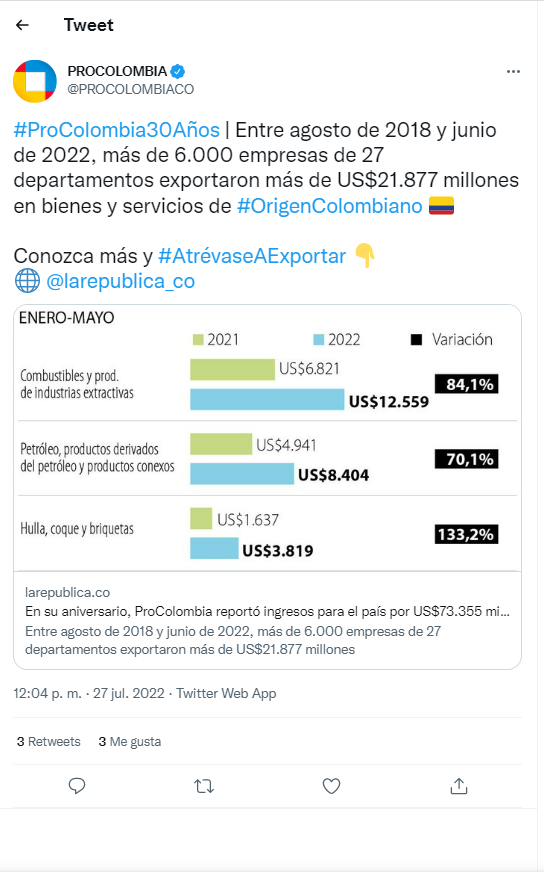 Tweet
PROCOLOMBIA
@PROCOLOMBIACO
#ProColombia30Años | Entre agosto de 2018 y junio
de 2022, más de 6.000 empresas de 27
departamentos exportaron más de US$21.877 millones
en bienes y servicios de #OrigenColombiano
Conozca más y #AtrévaseAExportar
@larepublica_co
ENERO-MAYO
2021 2022 Variación
Combustibles y prod.
de industrias extractivas
US$6.821
US$12.559
84,1%
Petróleo, productos derivados
del petróleo y productos conexos
US$4.941
US$8.404
70,1%
Hulla, coque y briquetas
US$1.637
US$3.819
133,2%
larepublica.co
En su aniversario, ProColombia reportó ingresos para el país por US$73.355 mi...
Entre agosto de 2018 y junio de 2022, más de 6.000 empresas de 27
departamentos exportaron más de US$21.877 millones
12:04 p. m. · 27 jul. 2022 · Twitter Web App
3 Retweets 3 Me gusta